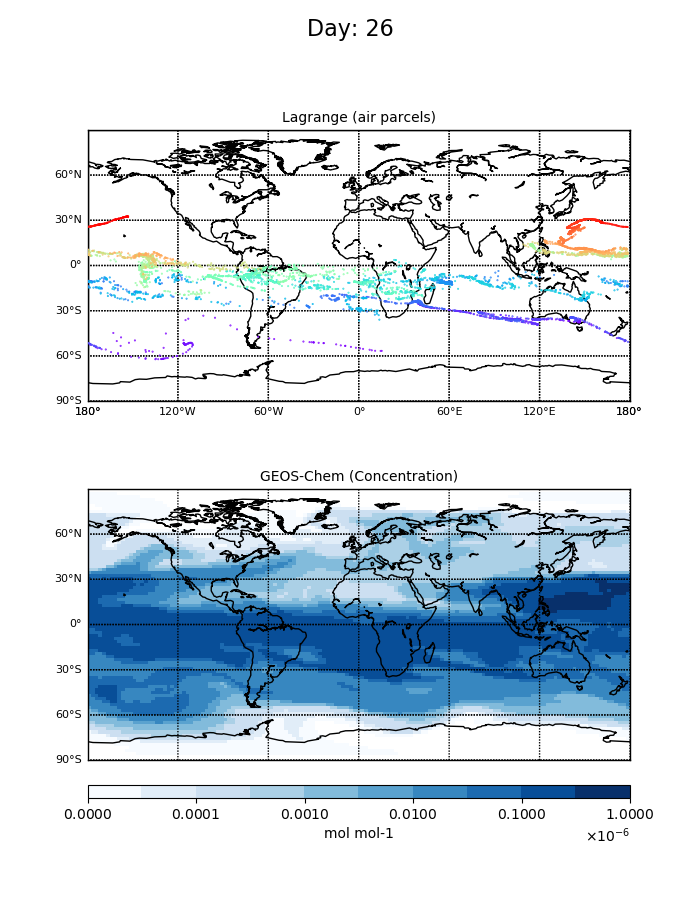 Day: 26
Lagrange (air parcels)
60°N
30°N
0°
30°S
60°S
90°S
180° 120°W 60°W 0° 60°E 120°E 180°
GEOS-Chem (Concentration)
60°N
30°N
0°
30°S
60°S
90°S
0.0000 0.0001 0.0010 0.0100 0.1000 1.0000
mol mol-1 ×10⁻⁶